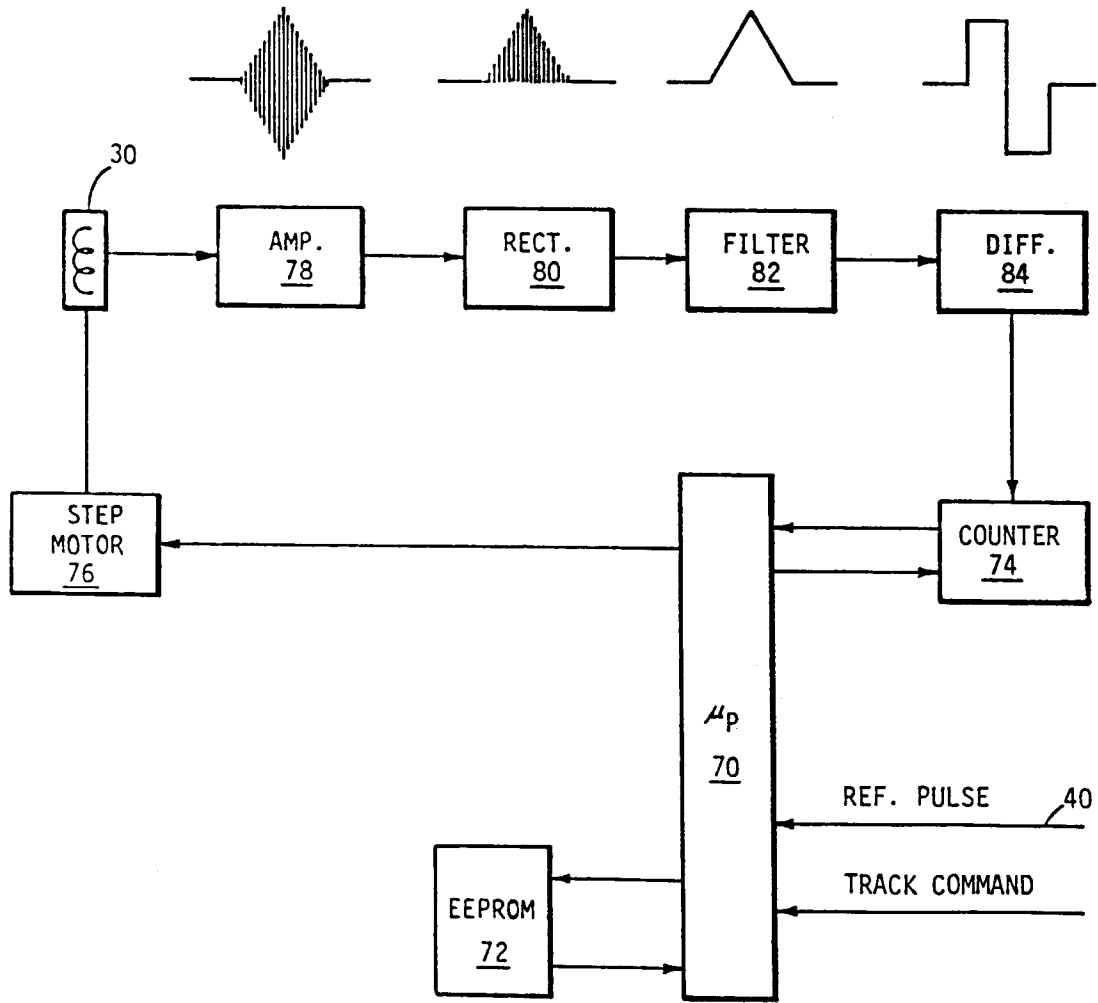 30
AMP.
78
RECT.
80
FILTER
82
DIFF.
84
STEP
MOTOR
76
COUNTER
74
μP
70
REF. PULSE
40
TRACK COMMAND
EEPROM
72